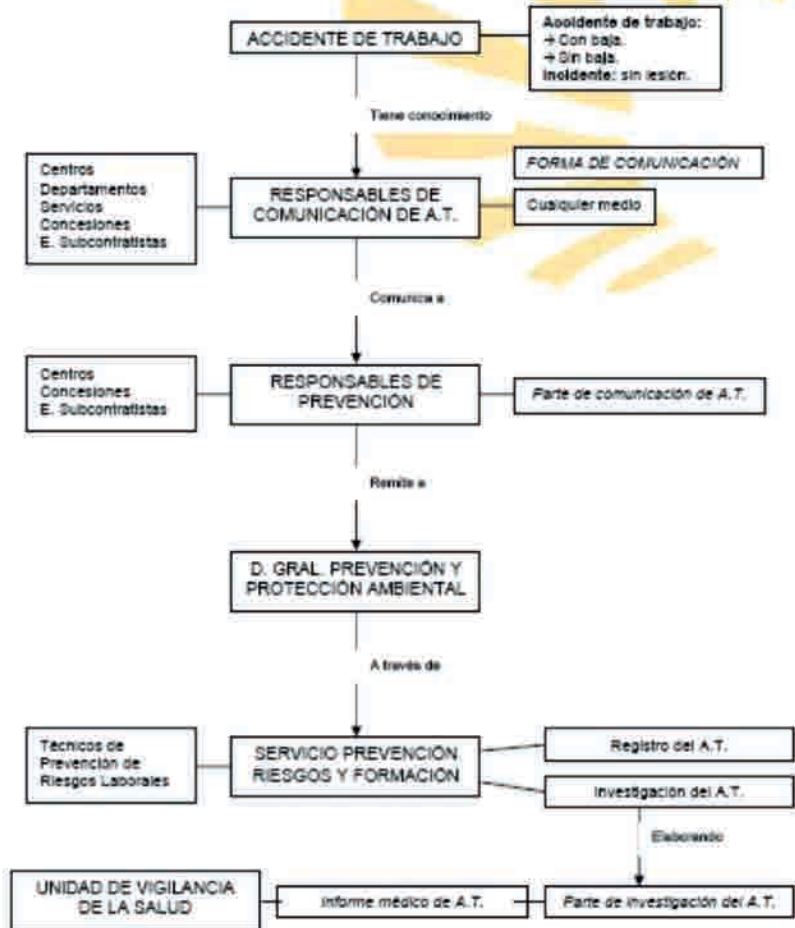 ACCIDENTE DE TRABAJO
Accidente de trabajo:
→ Con baja.
→ Sin baja.
Incidente: sin lesión.
Tiene conocimiento
Centros
Departamentos
Servicios
Concesiones
E. Subcontratistas
RESPONSABLES DE
COMUNICACIÓN DE A.T.
FORMA DE COMUNICACIÓN
Cualquier medio
Comunica a
Centros
Concesiones
E. Subcontratistas
RESPONSABLES DE
PREVENCIÓN
Parte de comunicación de A.T.
Remite a
D. GRAL. PREVENCIÓN Y
PROTECCIÓN AMBIENTAL
A través de
Técnicos de
Prevención de
Riesgos Laborales
SERVICIO PREVENCIÓN
RIESGOS Y FORMACIÓN
Registro del A.T.
Investigación del A.T.
Elaborando
UNIDAD DE VIGILANCIA
DE LA SALUD
Informe médico de A.T.
Parte de investigación del A.T.